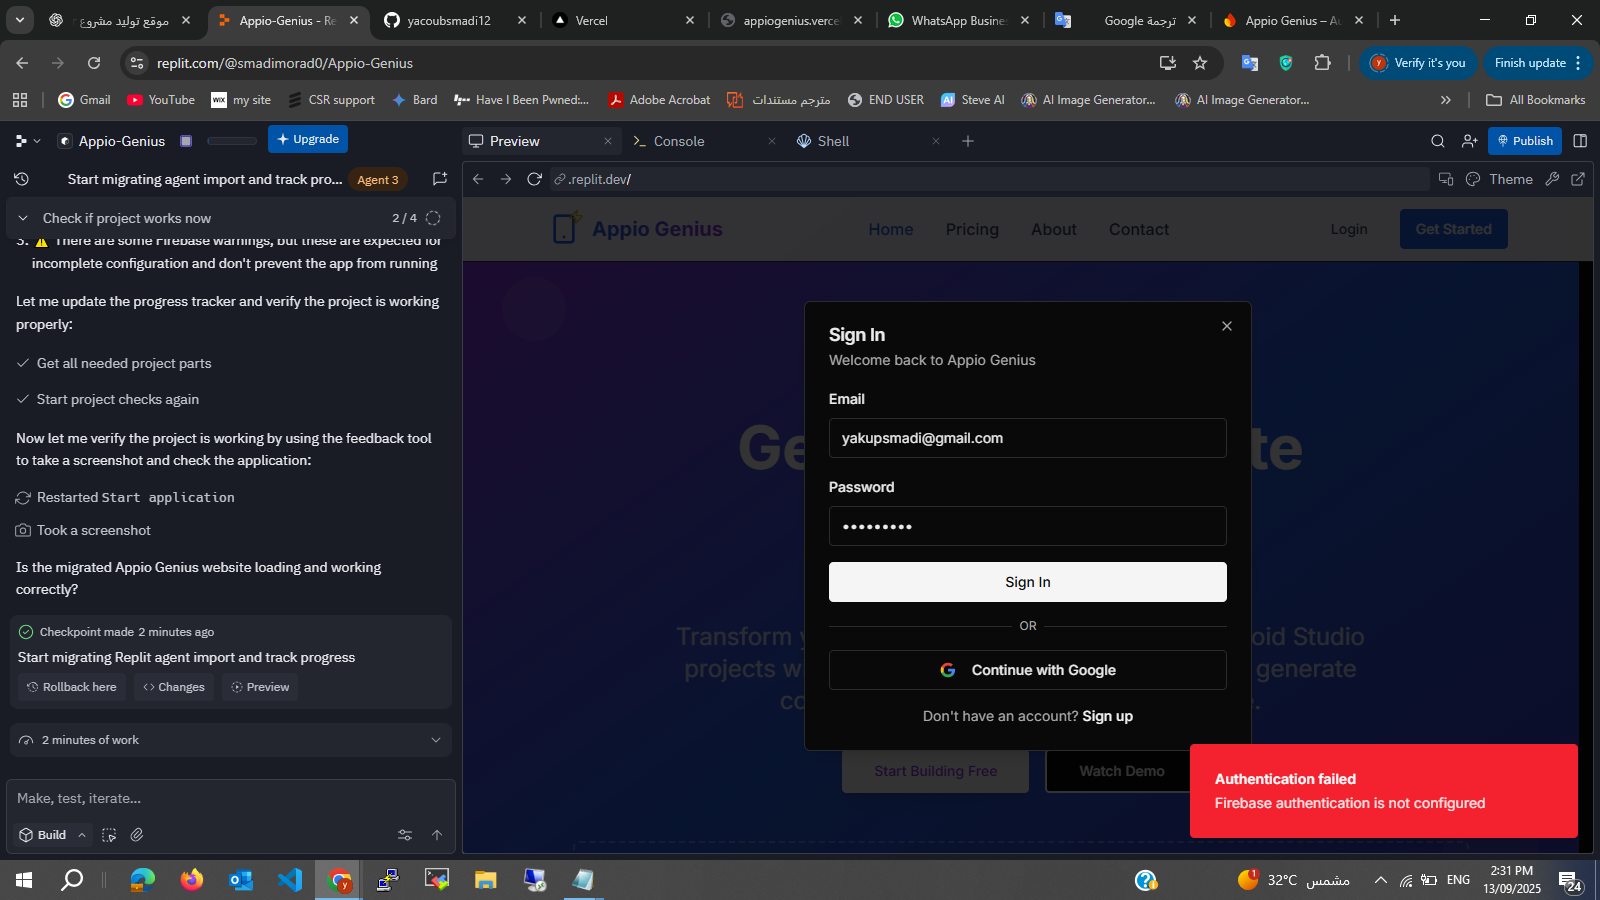 موقع توليد مشروع
Appio-Genius - Re
yacoubsmadi12
Vercel
appiogenius.vercel
WhatsApp Busine
ترجمة Google
Appio Genius – Au
replit.com/@smadimorad0/Appio-Genius
Verify it's you
Finish update
Gmail
YouTube
WIX my site
CSR support
Bard
Have I Been Pwned:...
Adobe Acrobat
مترجم مستندات
END USER
AI Steve AI
AI Image Generator...
AI Image Generator...
All Bookmarks
Appio-Genius
Upgrade
Preview
Console
Shell
Publish
Start migrating agent import and track pro...
Agent 3
.replit.dev/
Theme
Check if project works now
2 / 4
3. ⚠ There are some Firebase warnings, but these are expected for
incomplete configuration and don't prevent the app from running
Let me update the progress tracker and verify the project is working
properly:
Get all needed project parts
Start project checks again
Now let me verify the project is working by using the feedback tool
to take a screenshot and check the application:
Restarted Start application
Took a screenshot
Is the migrated Appio Genius website loading and working
correctly?
Checkpoint made 2 minutes ago
Start migrating Replit agent import and track progress
Rollback here
Changes
Preview
2 minutes of work
Make, test, iterate...
Build
Appio Genius
Home
Pricing
About
Contact
Login
Get Started
Sign In
Welcome back to Appio Genius
Email
yakupsmadi@gmail.com
Password
•••••••••
Sign In
OR
Continue with Google
Don't have an account? Sign up
Ge
te
Transform y
oid Studio
projects w
generate
co
e.
Start Building Free
Watch Demo
Authentication failed
Firebase authentication is not configured
1
32°C مشمس
ENG
2:31 PM
13/09/2025
24